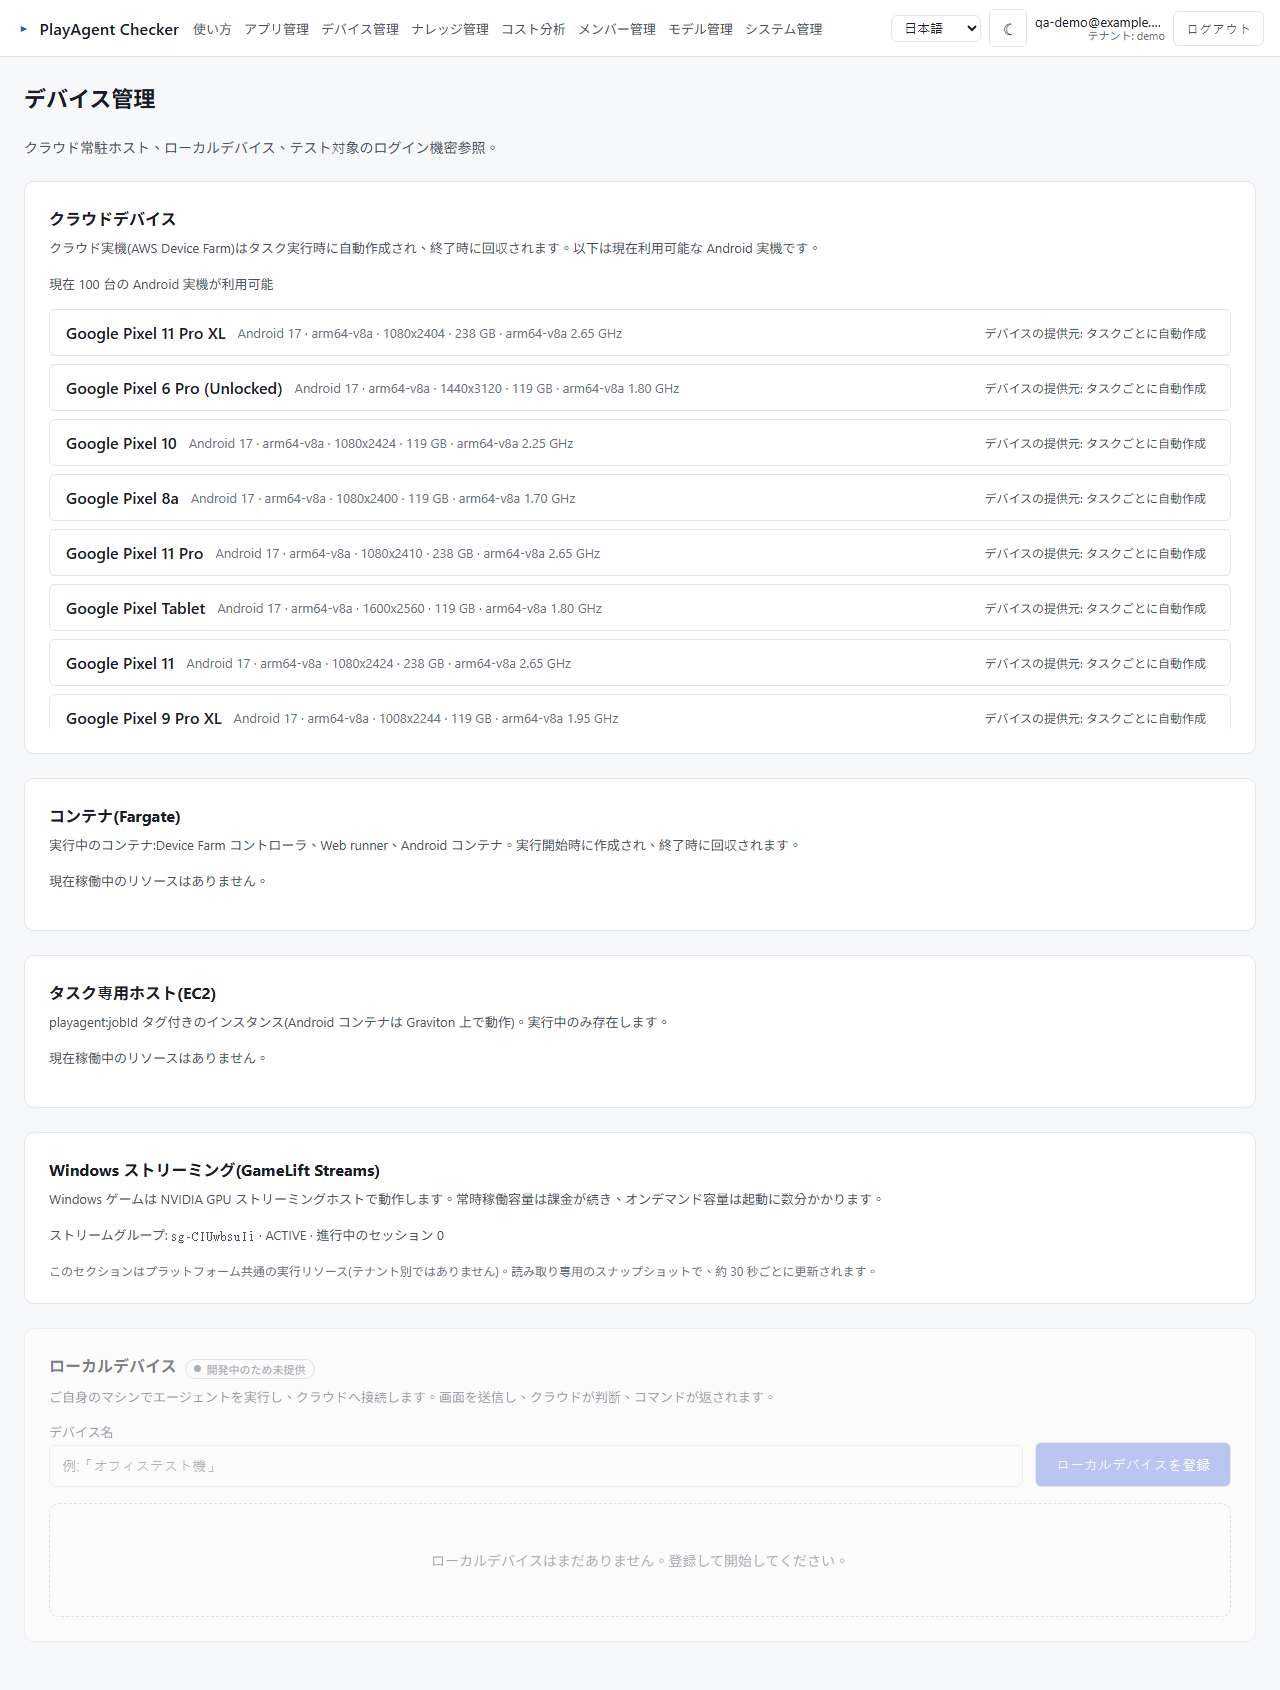 PlayAgent Checker 使い方 アプリ管理 デバイス管理 ナレッジ管理 コスト分析 メンバー管理 モデル管理 システム管理 日本語 qa-demo@example.... ログアウト
テナント: demo
デバイス管理
クラウド常駐ホスト、ローカルデバイス、テスト対象のログイン機密参照。
クラウドデバイス
クラウド実機(AWS Device Farm)はタスク実行時に自動作成され、終了時に回収されます。以下は現在利用可能な Android 実機です。
現在 100 台の Android 実機が利用可能
Google Pixel 11 Pro XL Android 17 · arm64-v8a · 1080x2404 · 238 GB · arm64-v8a 2.65 GHz デバイスの提供元: タスクごとに自動作成
Google Pixel 6 Pro (Unlocked) Android 17 · arm64-v8a · 1440x3120 · 119 GB · arm64-v8a 1.80 GHz デバイスの提供元: タスクごとに自動作成
Google Pixel 10 Android 17 · arm64-v8a · 1080x2424 · 119 GB · arm64-v8a 2.25 GHz デバイスの提供元: タスクごとに自動作成
Google Pixel 8a Android 17 · arm64-v8a · 1080x2400 · 119 GB · arm64-v8a 1.70 GHz デバイスの提供元: タスクごとに自動作成
Google Pixel 11 Pro Android 17 · arm64-v8a · 1080x2410 · 238 GB · arm64-v8a 2.65 GHz デバイスの提供元: タスクごとに自動作成
Google Pixel Tablet Android 17 · arm64-v8a · 1600x2560 · 119 GB · arm64-v8a 1.80 GHz デバイスの提供元: タスクごとに自動作成
Google Pixel 11 Android 17 · arm64-v8a · 1080x2424 · 238 GB · arm64-v8a 2.65 GHz デバイスの提供元: タスクごとに自動作成
Google Pixel 9 Pro XL Android 17 · arm64-v8a · 1008x2244 · 119 GB · arm64-v8a 1.95 GHz デバイスの提供元: タスクごとに自動作成
コンテナ(Fargate)
実行中のコンテナ:Device Farm コントローラ、Web runner、Android コンテナ。実行開始時に作成され、終了時に回収されます。
現在稼働中のリソースはありません。
タスク専用ホスト(EC2)
playagent:jobId タグ付きのインスタンス(Android コンテナは Graviton 上で動作)。実行中のみ存在します。
現在稼働中のリソースはありません。
Windows ストリーミング(GameLift Streams)
Windows ゲームは NVIDIA GPU ストリーミングホストで動作します。常時稼働容量は課金が続き、オンデマンド容量は起動に数分かかります。
ストリームグループ: sg-CIUwbsuIi · ACTIVE · 進行中のセッション 0
このセクションはプラットフォーム共通の実行リソース(テナント別ではありません)。読み取り専用のスナップショットで、約 30 秒ごとに更新されます。
ローカルデバイス 開発中のため未提供
ご自身のマシンでエージェントを実行し、クラウドへ接続します。画面を送信し、クラウドが判断、コマンドが返されます。
デバイス名
例:「オフィステスト機」 ローカルデバイスを登録
ローカルデバイスはまだありません。登録して開始してください。